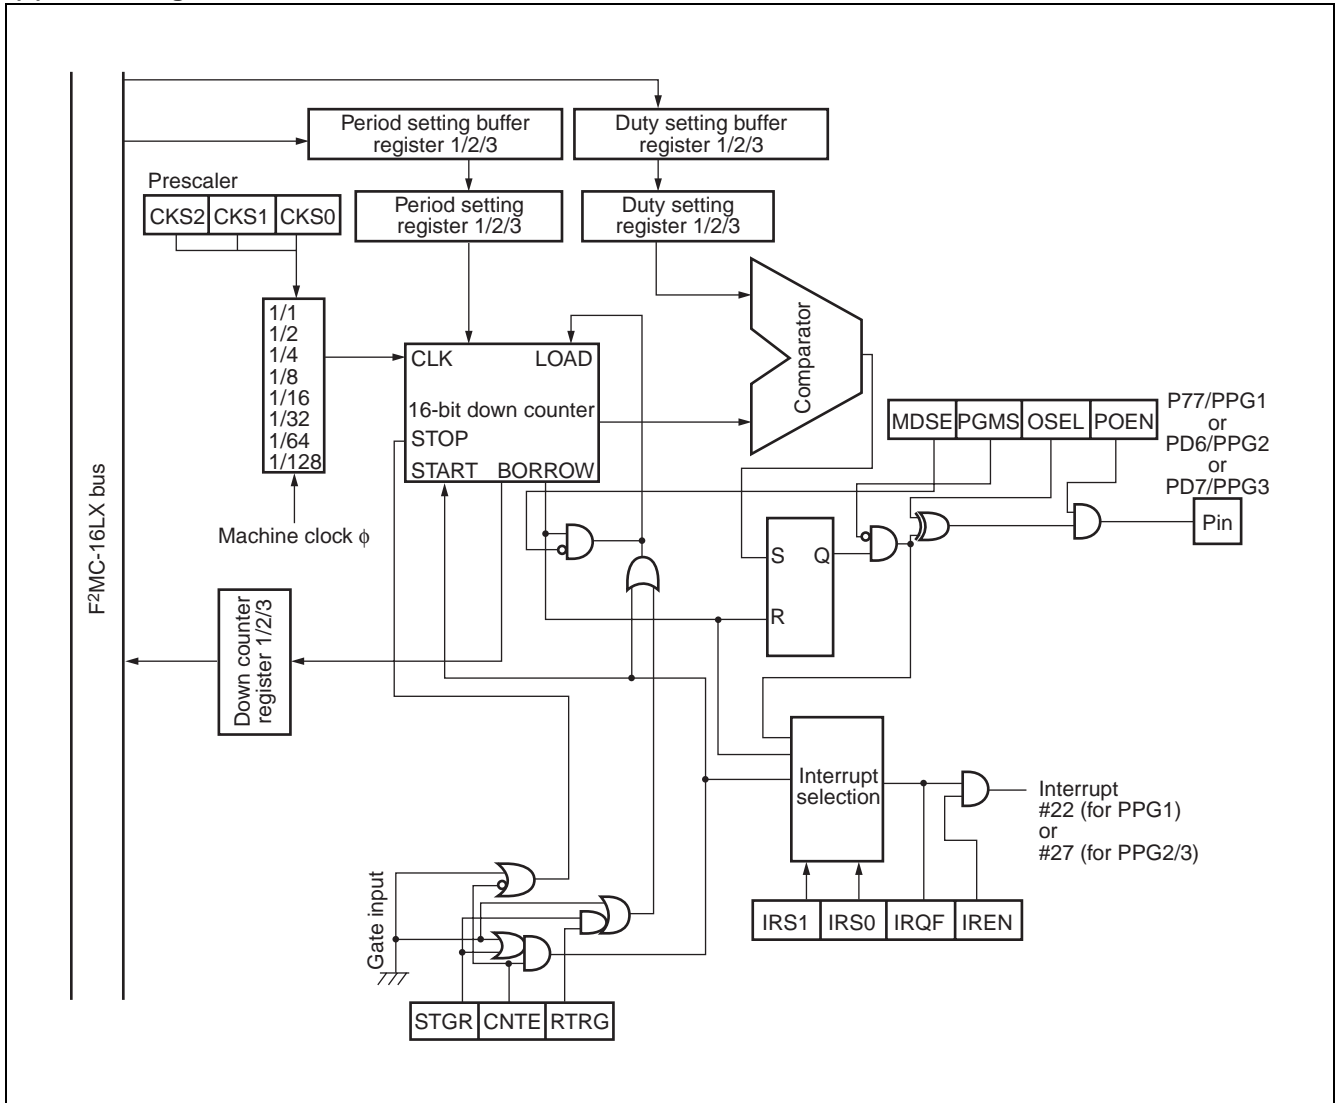 Period setting buffer
register 1/2/3
Duty setting buffer
register 1/2/3
Prescaler
CKS2 CKS1 CKS0
Period setting
register 1/2/3
Duty setting
register 1/2/3
1/1
1/2
1/4
1/8
1/16
1/32
1/64
1/128
CLK LOAD
16-bit down counter
STOP
START BORROW
Comparator
MDSE PGMS OSEL POEN
P77/PPG1
or
PD6/PPG2
or
PD7/PPG3
Pin
Machine clock ϕ
S Q
R
F²MC-16LX bus
Down counter
register 1/2/3
Interrupt
selection
Interrupt
#22 (for PPG1)
or
#27 (for PPG2/3)
Gate input
IRS1 IRS0 IRQF IREN
STGR CNTE RTRG